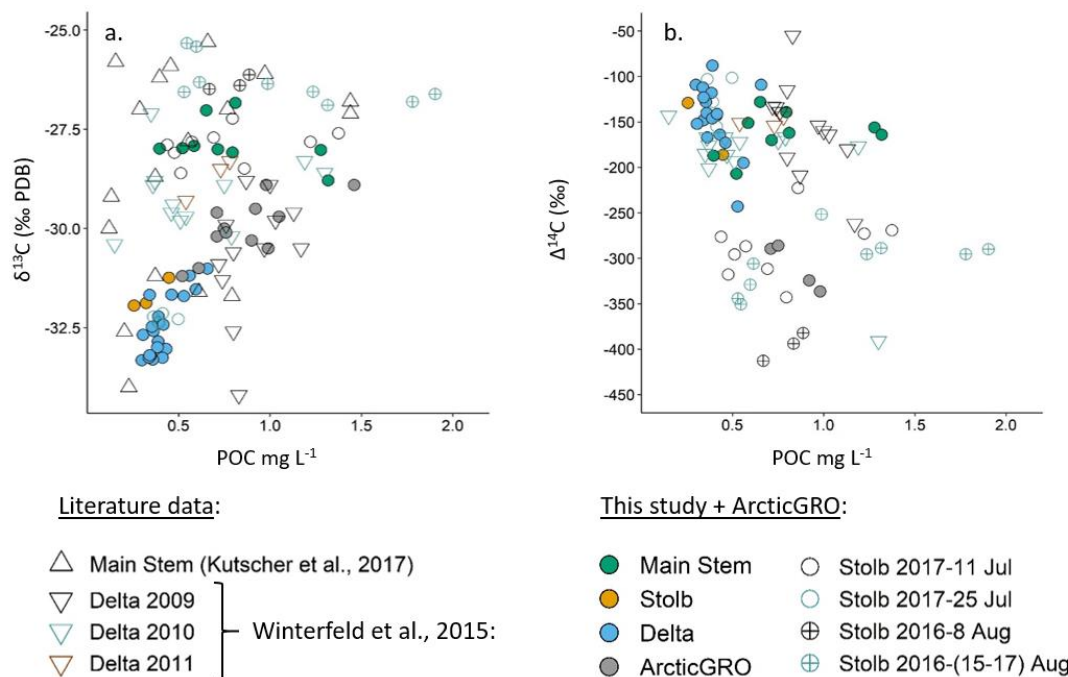 a.
-25.0
-27.5
-30.0
-32.5
δ¹³C (‰ PDB)
0.5 1.0 1.5 2.0
POC mg L⁻¹
b.
-50
-100
-150
-200
-250
-300
-350
-400
-450
Δ¹⁴C (‰)
0.5 1.0 1.5 2.0
POC mg L⁻¹
Literature data:
Main Stem (Kutscher et al., 2017)
Delta 2009
Delta 2010
Delta 2011
Winterfeld et al., 2015:
This study + ArcticGRO:
Main Stem
Stolb
Delta
ArcticGRO
Stolb 2017-11 Jul
Stolb 2017-25 Jul
Stolb 2016-8 Aug
Stolb 2016-(15-17) Aug